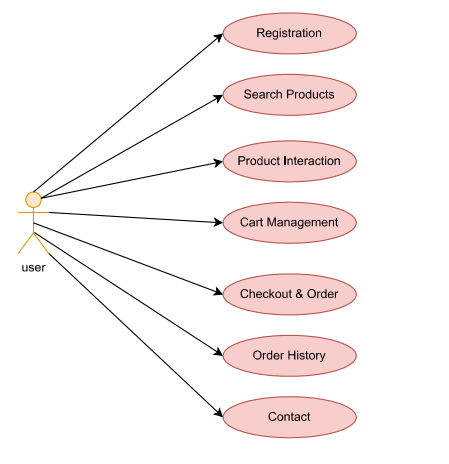 Registration
Search Products
Product Interaction
Cart Management
user
Checkout & Order
Order History
Contact